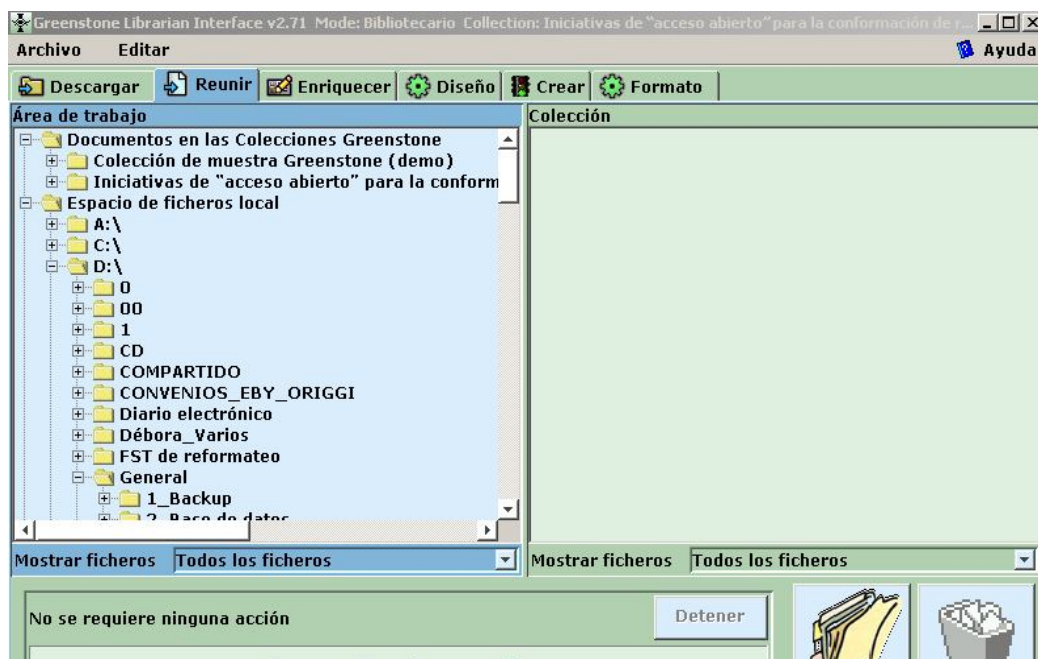 Greenstone Librarian Interface v2.71 Mode: Bibliotecario Collection: Iniciativas de "acceso abierto" para la conformación de r...
Archivo Editar Ayuda
Descargar Reunir Enriquecer Diseño Crear Formato
Área de trabajo
Documentos en las Colecciones Greenstone
Colección de muestra Greenstone (demo)
Iniciativas de "acceso abierto" para la conform
Espacio de ficheros local
A:\
C:\
D:\
0
00
1
CD
COMPARTIDO
CONVENIOS_EBY_ORIGGI
Diario electrónico
Débora_Varios
FST de reformateo
General
1_Backup
2_Base de datos
Mostrar ficheros Todos los ficheros
Colección
Mostrar ficheros Todos los ficheros
No se requiere ninguna acción
Detener